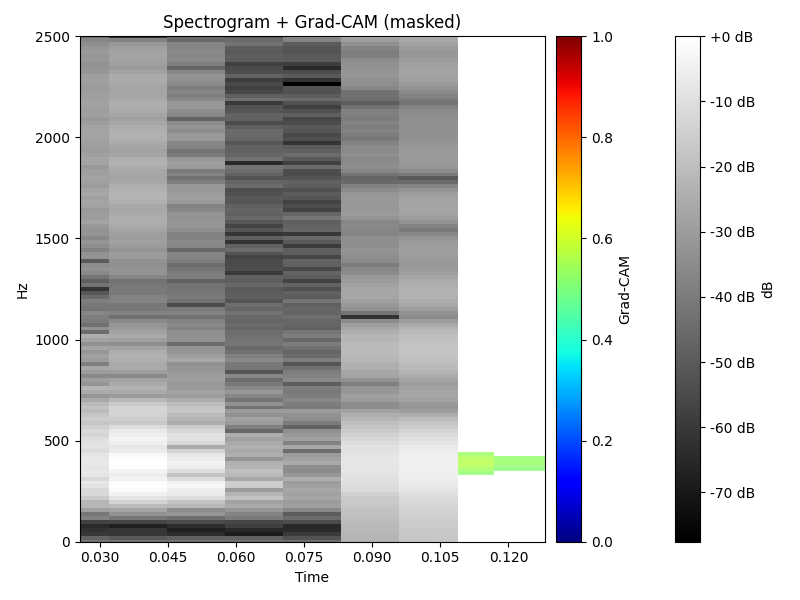 Spectrogram + Grad-CAM (masked)
2500
2000
1500
1000
500
0
Hz
0.030
0.045
0.060
0.075
0.090
0.105
0.120
Time
1.0
0.8
0.6
0.4
0.2
0.0
Grad-CAM
+0 dB
-10 dB
-20 dB
-30 dB
-40 dB
-50 dB
-60 dB
-70 dB
dB